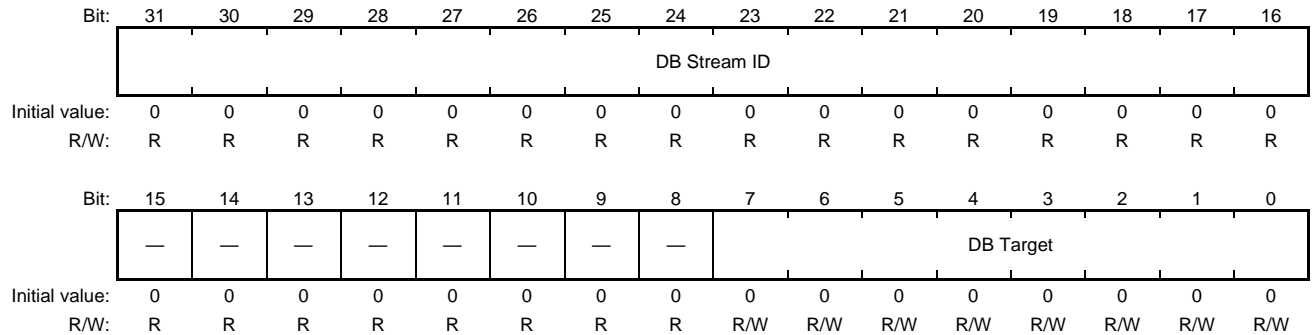 Bit: 31 30 29 28 27 26 25 24 23 22 21 20 19 18 17 16
DB Stream ID
Initial value: 0 0 0 0 0 0 0 0 0 0 0 0 0 0 0 0
R/W: R R R R R R R R R R R R R R R R
Bit: 15 14 13 12 11 10 9 8 7 6 5 4 3 2 1 0
— — — — — — — — DB Target
Initial value: 0 0 0 0 0 0 0 0 0 0 0 0 0 0 0 0
R/W: R R R R R R R R R/W R/W R/W R/W R/W R/W R/W R/W